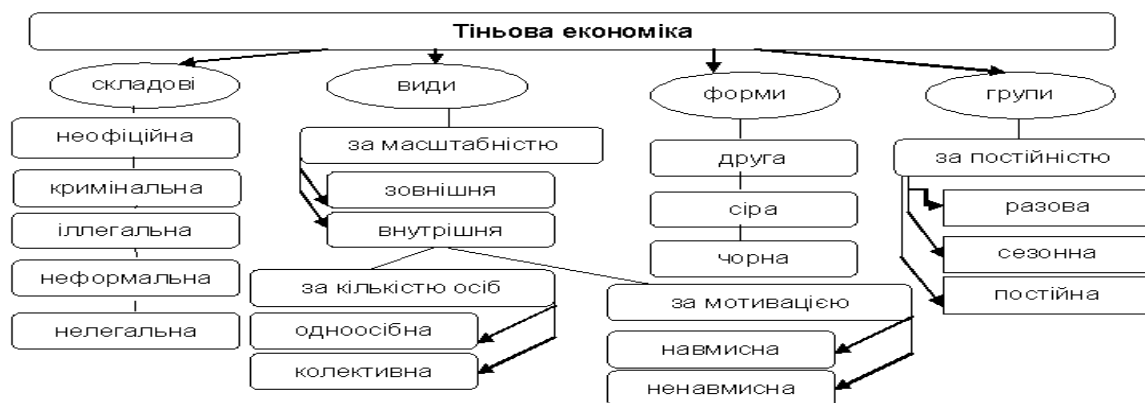 Тіньова економіка
складові
види
форми
групи
неофіційна
кримінальна
іллегальна
неформальна
нелегальна
за масштабністю
зовнішня
внутрішня
за кількістю осіб
одноосібна
колективна
за мотивацією
навмисна
ненавмисна
друга
сіра
чорна
за постійністю
разова
сезонна
постійна